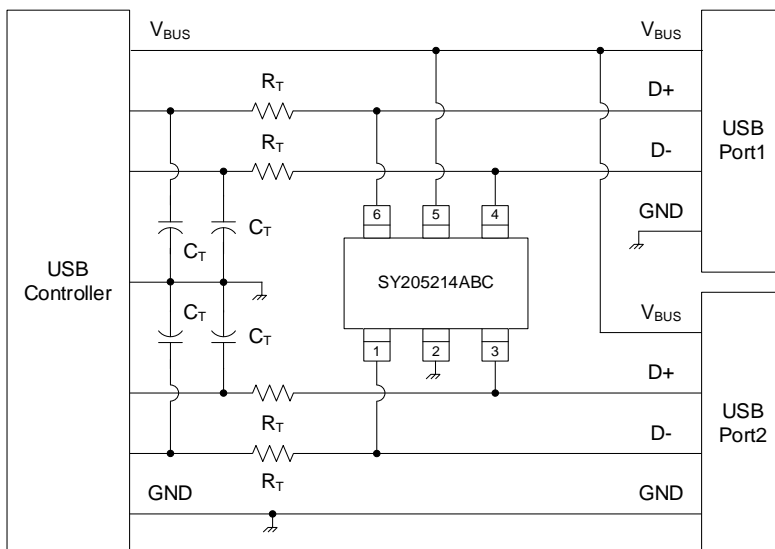 VBUS
VBUS
RT
D+
RT
D-
USB
Port1
6
5
4
GND
CT
CT
USB
Controller
SY205214ABC
CT
CT
VBUS
1
2
3
D+
RT
USB
Port2
D-
RT
GND
GND